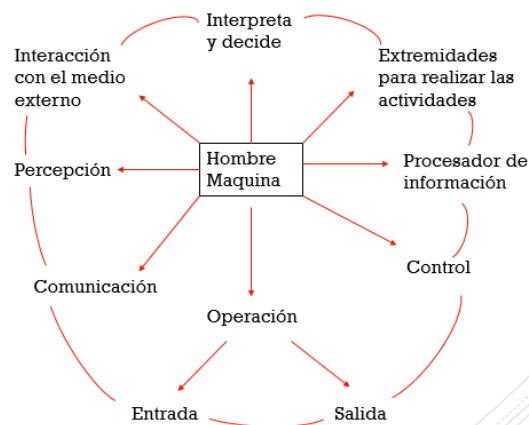 Interpreta
y decide
Interacción
con el medio
externo
Extremidades
para realizar las
actividades
Percepción
Hombre
Maquina
Procesador de
información
Comunicación
Control
Operación
Entrada
Salida